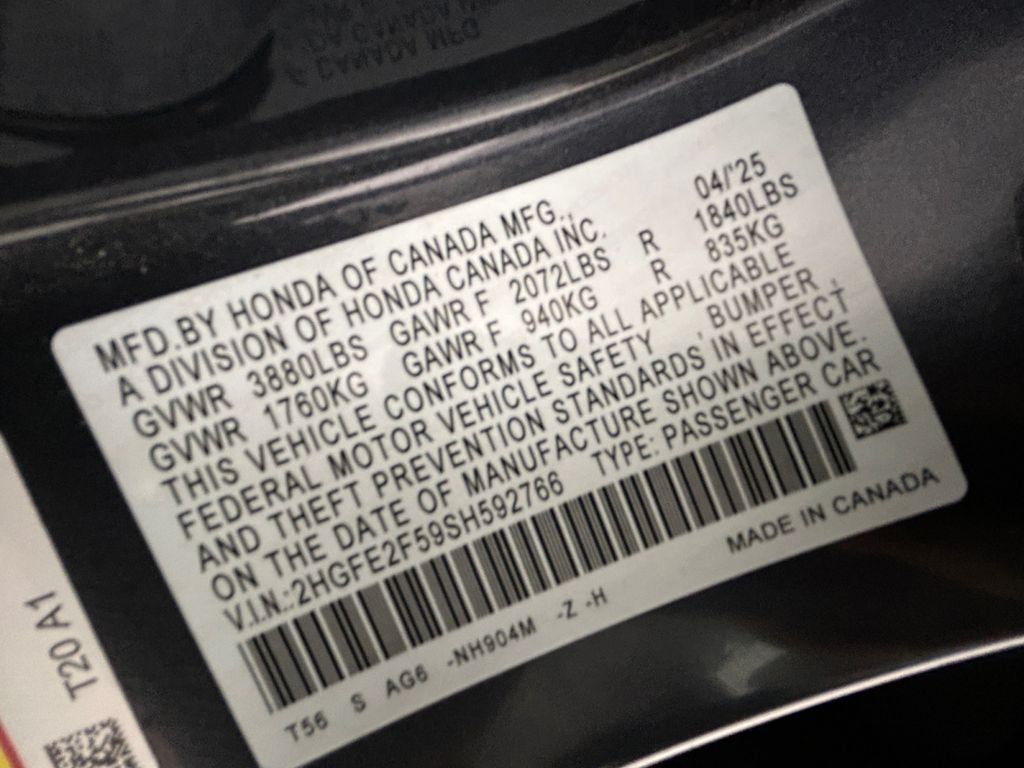 MFD.BY HONDA OF CANADA MFG., 04/'25
A DIVISION OF HONDA CANADA INC.
GVWR 3880LBS GAWR F 2072LBS R 1840LBS
GVWR 1760KG GAWR F 940KG R 835KG
THIS VEHICLE CONFORMS TO ALL APPLICABLE
FEDERAL MOTOR VEHICLE SAFETY , BUMPER ,
AND THEFT PREVENTION STANDARDS IN EFFECT
ON THE DATE OF MANUFACTURE SHOWN ABOVE.
V.I.N.:2HGFE2F59SH592766 TYPE: PASSENGER CAR
MADE IN CANADA
T56 S AG6 -NH904M -Z -H
T20 A1
CANADA MFD